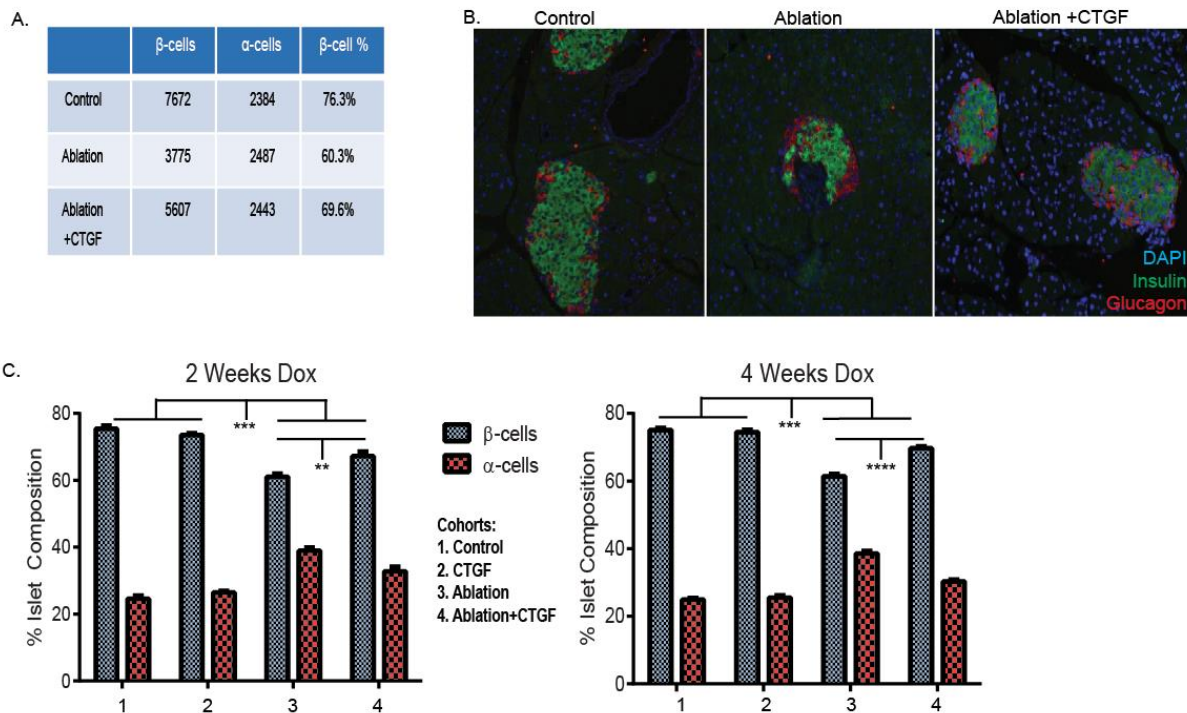 A.
β-cells α-cells β-cell %
Control 7672 2384 76.3%
Ablation 3775 2487 60.3%
Ablation 5607 2443 69.6%
+CTGF
B.
Control Ablation Ablation +CTGF
DAPI
Insulin
Glucagon
C.
2 Weeks Dox
% Islet Composition
80
60
40
20
0
***
**
1 2 3 4
β-cells
α-cells
Cohorts:
1. Control
2. CTGF
3. Ablation
4. Ablation+CTGF
4 Weeks Dox
% Islet Composition
80
60
40
20
0
***
****
1 2 3 4